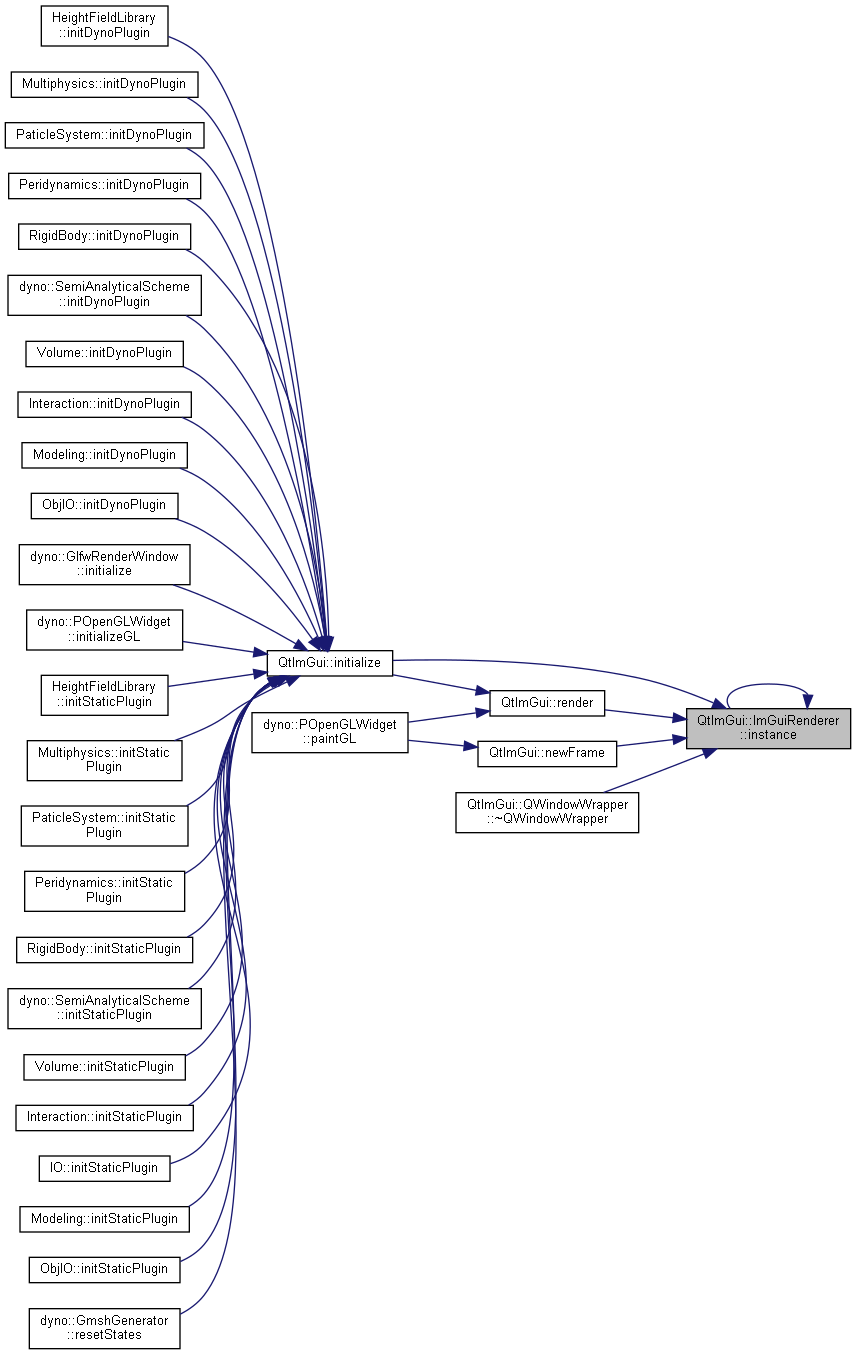 HeightFieldLibrary
::initDynoPlugin
Multiphysics::initDynoPlugin
PaticleSystem::initDynoPlugin
Peridynamics::initDynoPlugin
RigidBody::initDynoPlugin
dyno::SemiAnalyticalScheme
::initDynoPlugin
Volume::initDynoPlugin
Interaction::initDynoPlugin
Modeling::initDynoPlugin
ObjIO::initDynoPlugin
dyno::GlfwRenderWindow
::initialize
dyno::POpenGLWidget
::initializeGL
HeightFieldLibrary
::initStaticPlugin
Multiphysics::initStatic
Plugin
PaticleSystem::initStatic
Plugin
Peridynamics::initStatic
Plugin
RigidBody::initStaticPlugin
dyno::SemiAnalyticalScheme
::initStaticPlugin
Volume::initStaticPlugin
Interaction::initStaticPlugin
IO::initStaticPlugin
Modeling::initStaticPlugin
ObjIO::initStaticPlugin
dyno::GmshGenerator
::resetStates
QtImGui::initialize
dyno::POpenGLWidget
::paintGL
QtImGui::render
QtImGui::newFrame
QtImGui::QWindowWrapper
::~QWindowWrapper
QtImGui::ImGuiRenderer
::instance